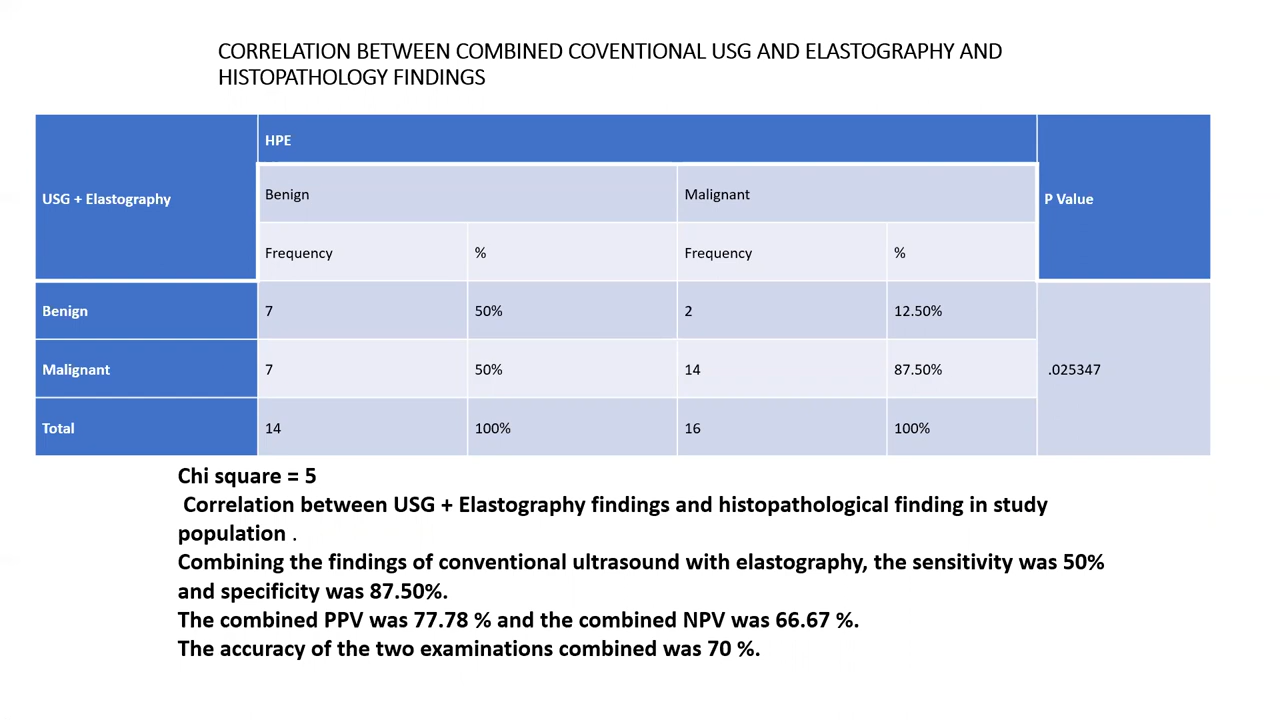 CORRELATION BETWEEN COMBINED COVENTIONAL USG AND ELASTOGRAPHY AND
HISTOPATHOLOGY FINDINGS
USG + Elastography
HPE
P Value
Benign
Malignant
Frequency
%
Frequency
%
Benign
7
50%
2
12.50%
Malignant
7
50%
14
87.50%
.025347
Total
14
100%
16
100%
Chi square = 5
Correlation between USG + Elastography findings and histopathological finding in study
population .
Combining the findings of conventional ultrasound with elastography, the sensitivity was 50%
and specificity was 87.50%.
The combined PPV was 77.78 % and the combined NPV was 66.67 %.
The accuracy of the two examinations combined was 70 %.